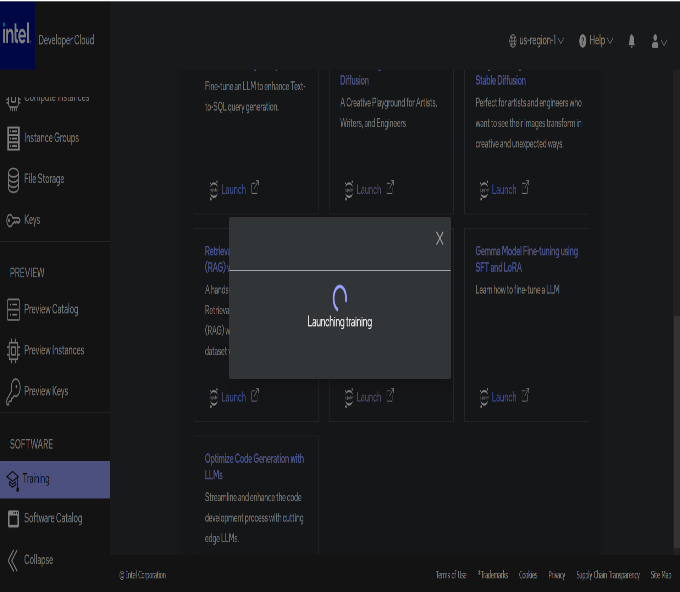 intel. Developer Cloud
us-region-1
Help
Compute Instances
Instance Groups
File Storage
Keys
PREVIEW
Preview Catalog
Preview Instances
Preview Keys
SOFTWARE
Training
Software Catalog
Collapse
Fine-tune an LLM to enhance Text-
to-SQL query generation.
Launch
Diffusion
A Creative Playground for Artists,
Writers, and Engineers
Launch
Stable Diffusion
Perfect for artists and engineers who
want to see their images transform in
creative and unexpected ways.
Launch
Retrieva
(RAG) w
A hands-
Retrieva
(RAG) w
dataset
Launch
Launching training
Launch
Gemma Model Fine-tuning using
SFT and LoRA
Learn how to fine-tune a LLM
Launch
Optimize Code Generation with
LLMs
Streamline and enhance the code
development process with cutting
edge LLMs.
© Intel Corporation
Terms of Use
*Trademarks
Cookies
Privacy
Supply Chain Transparency
Site Map